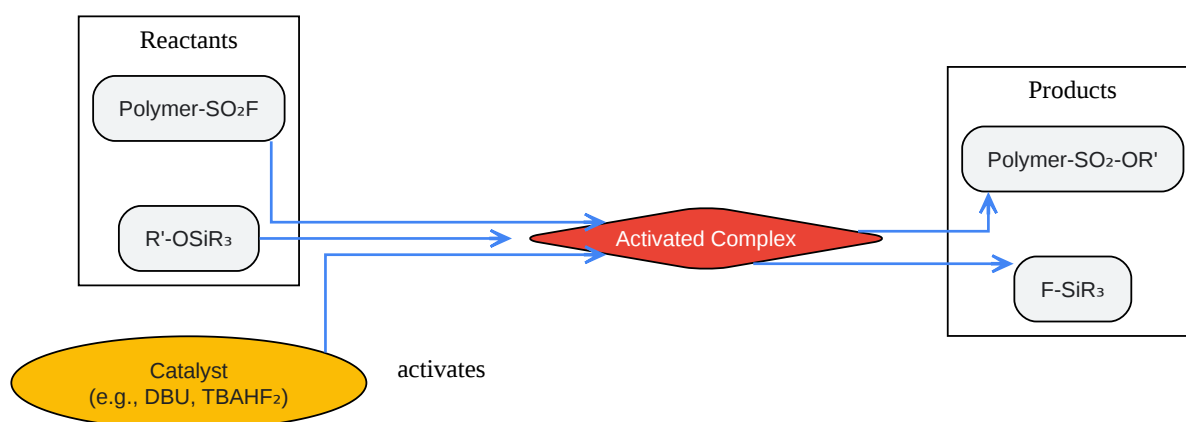 Reactants
Polymer-SO₂F
R'-OSiR₃
Catalyst
(e.g., DBU, TBAHF₂)
activates
Activated Complex
Products
Polymer-SO₂-OR'
F-SiR₃